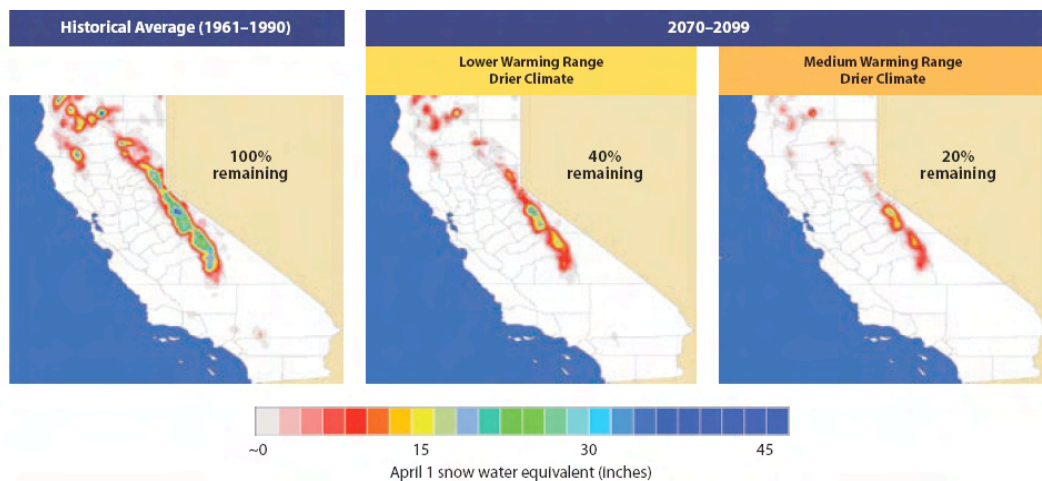 Historical Average (1961–1990)
2070–2099
Lower Warming Range
Drier Climate
Medium Warming Range
Drier Climate
100%
remaining
40%
remaining
20%
remaining
~0
15
30
45
April 1 snow water equivalent (inches)